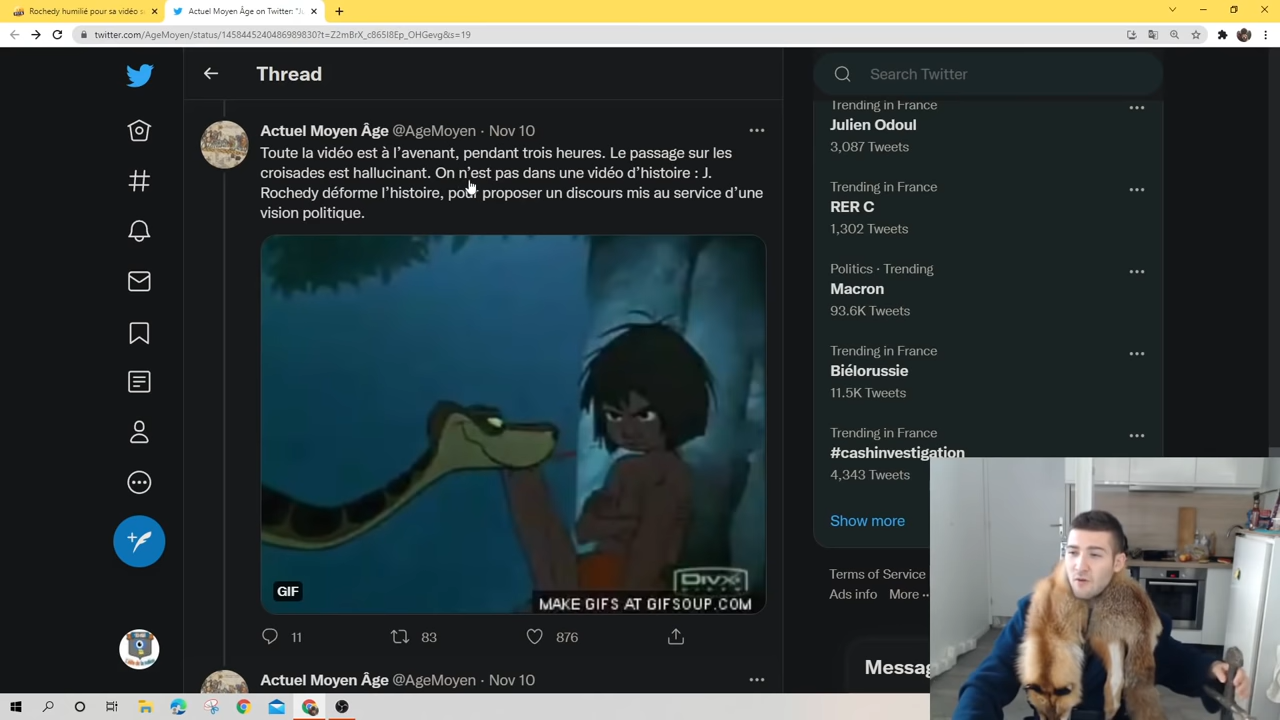 Rochedy humilié pour sa vidéo s
Actuel Moyen Âge on Twitter: "Ju
twitter.com/AgeMoyen/status/1458445240486989830?t=Z2mBrX_c865I8Ep_OHGevg&s=19
Thread
Search Twitter
Actuel Moyen Âge @AgeMoyen · Nov 10
Toute la vidéo est à l'avenant, pendant trois heures. Le passage sur les
croisades est hallucinant. On n'est pas dans une vidéo d'histoire : J.
Rochedy déforme l'histoire, pour proposer un discours mis au service d'une
vision politique.
GIF
DivX
MAKE GIFS AT GIFSOUP.COM
11
83
876
Actuel Moyen Âge @AgeMoyen · Nov 10
Trending in France
Julien Odoul
3,087 Tweets
Trending in France
RER C
1,302 Tweets
Politics · Trending
Macron
93.6K Tweets
Trending in France
Biélorussie
11.5K Tweets
Trending in France
#cashinvestigation
4,343 Tweets
Show more
Terms of Service
Ads info More ··
Messag